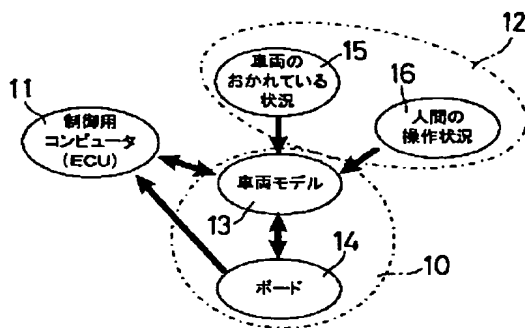 12
15
車両の
おかれている
状況
16
人間の
操作状況
11
制御用
コンピュータ
(ECU)
車両モデル
13
14
ボード
10